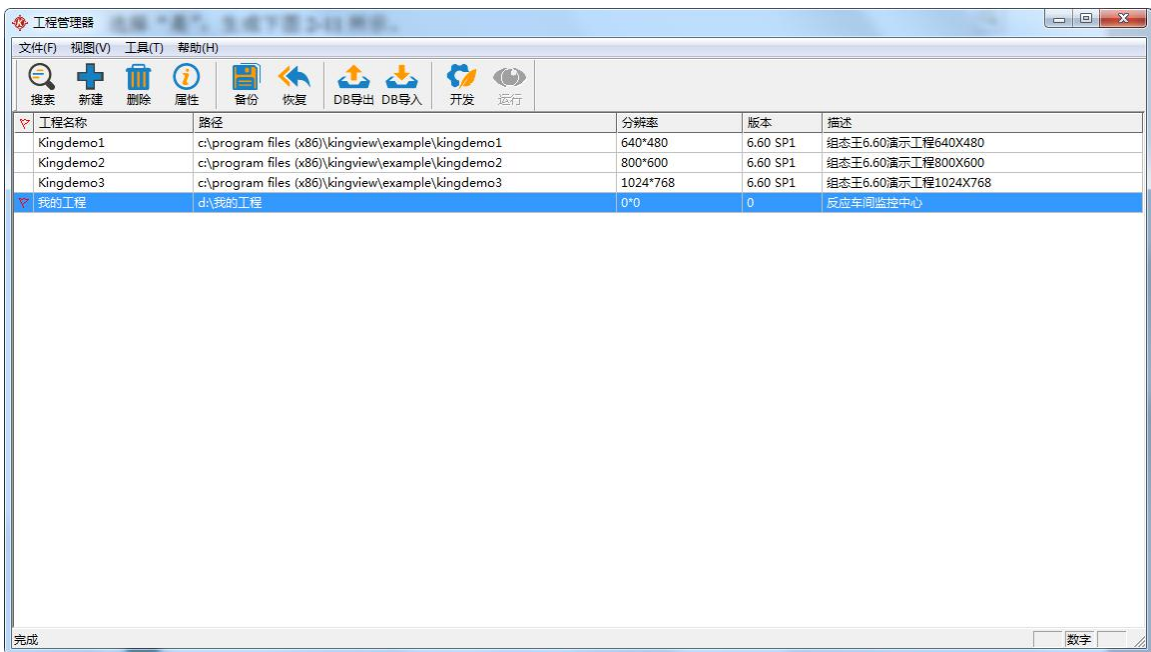 工程管理器
文件(F) 视图(V) 工具(T) 帮助(H)
搜索 新建 删除 属性 备份 恢复 DB导出 DB导入 开发 运行
工程名称 路径 分辨率 版本 描述
Kingdemo1 c:\program files (x86)\kingview\example\kingdemo1 640*480 6.60 SP1 组态王6.60演示工程640X480
Kingdemo2 c:\program files (x86)\kingview\example\kingdemo2 800*600 6.60 SP1 组态王6.60演示工程800X600
Kingdemo3 c:\program files (x86)\kingview\example\kingdemo3 1024*768 6.60 SP1 组态王6.60演示工程1024X768
我的工程 d:\我的工程 0*0 0 反应车间监控中心
完成 数字